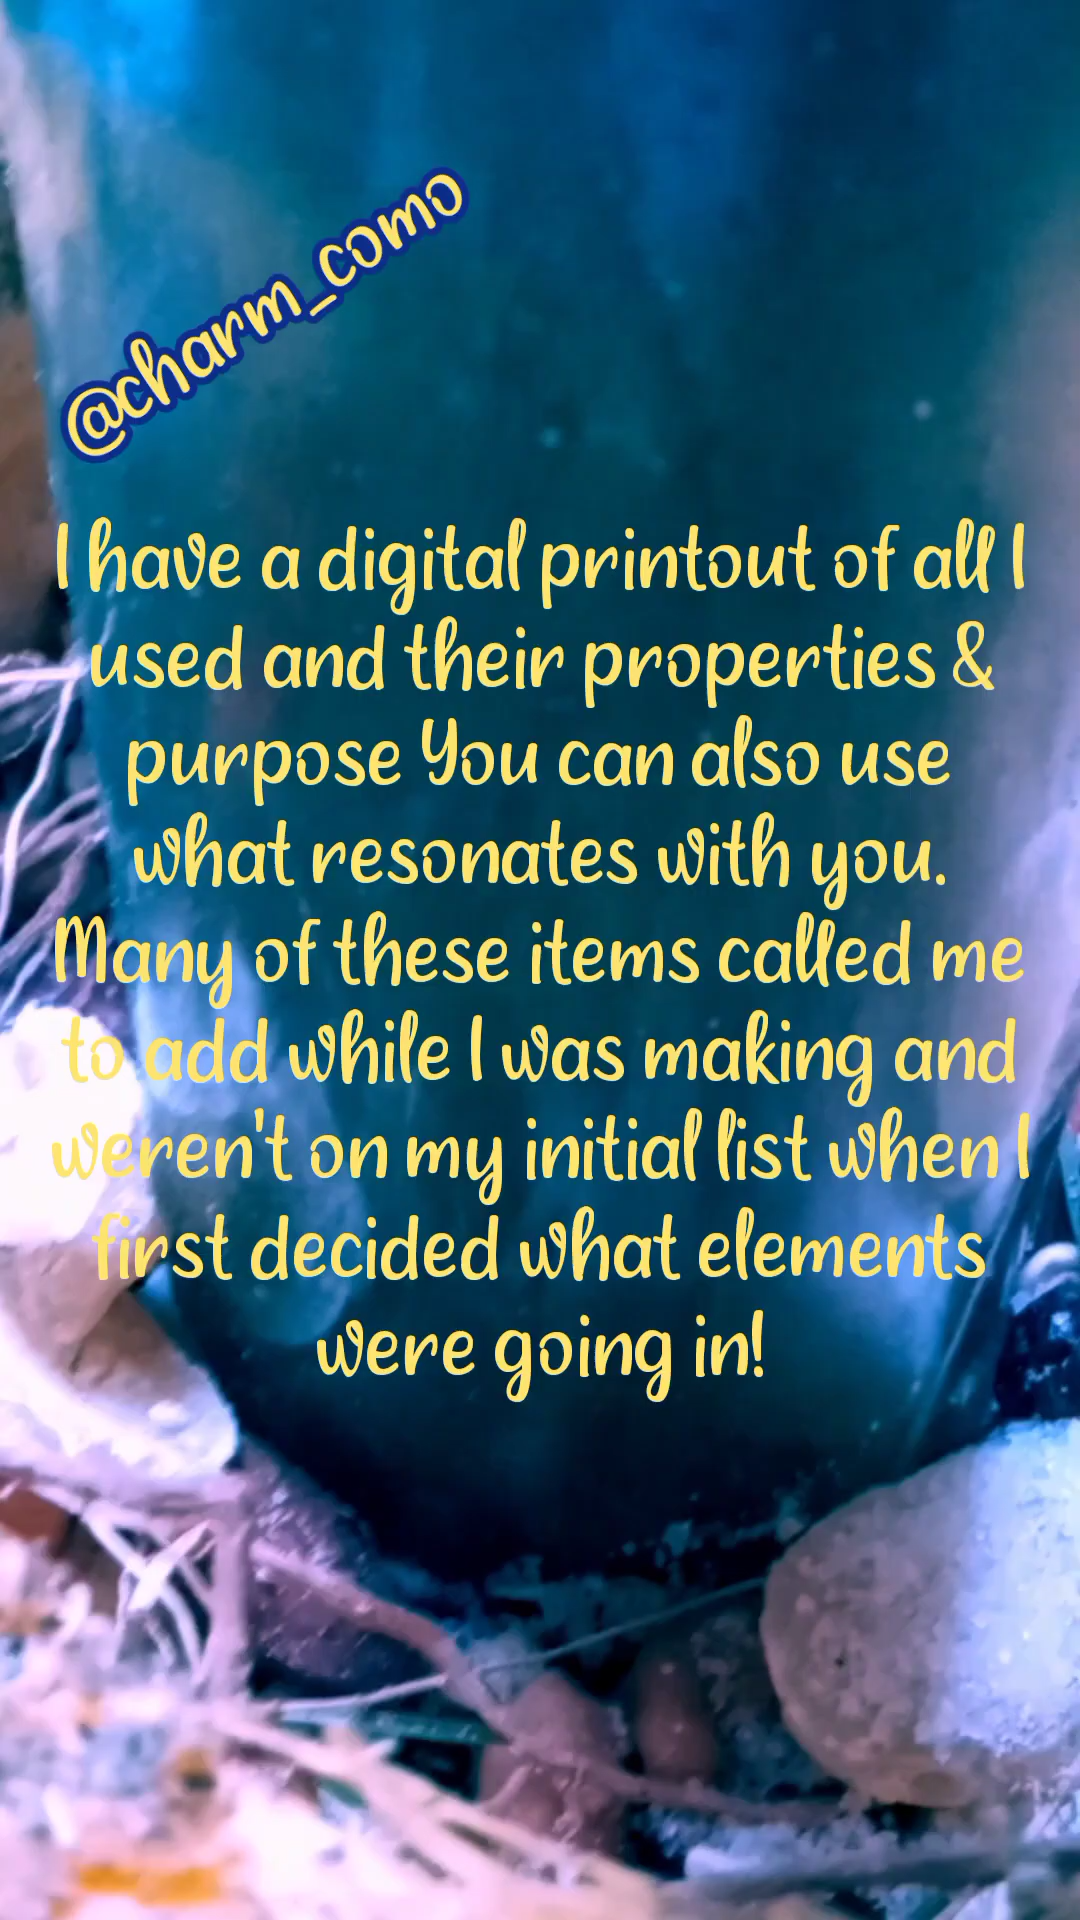 @charm_como
I have a digital printout of all I
used and their properties &
purpose You can also use
what resonates with you.
Many of these items called me
to add while I was making and
weren't on my initial list when I
first decided what elements
were going in!